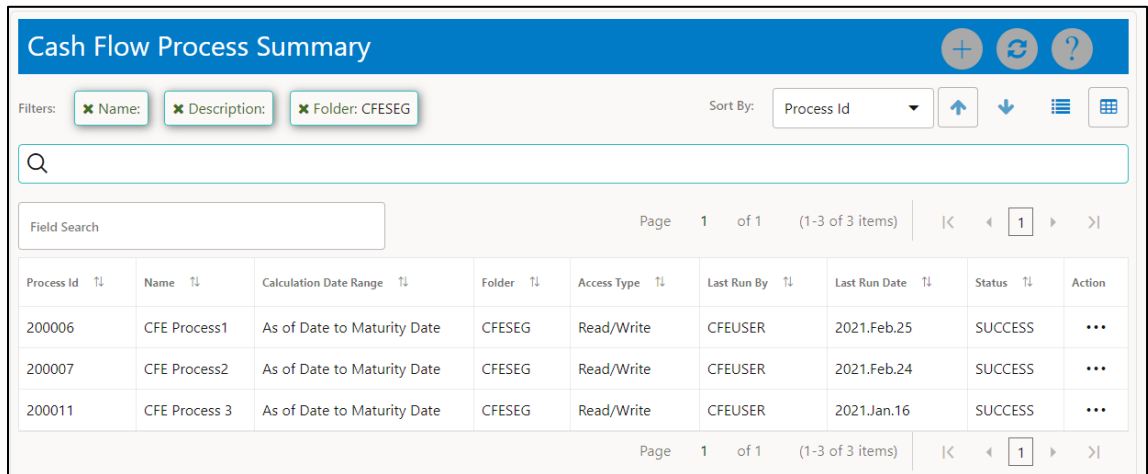 Cash Flow Process Summary
Filters: ✖ Name: ✖ Description: ✖ Folder: CFESEG Sort By: Process Id
Field Search Page 1 of 1 (1-3 of 3 items) 1
Process Id Name Calculation Date Range Folder Access Type Last Run By Last Run Date Status Action
200006 CFE Process1 As of Date to Maturity Date CFESEG Read/Write CFEUSER 2021.Feb.25 SUCCESS ...
200007 CFE Process2 As of Date to Maturity Date CFESEG Read/Write CFEUSER 2021.Feb.24 SUCCESS ...
200011 CFE Process 3 As of Date to Maturity Date CFESEG Read/Write CFEUSER 2021.Jan.16 SUCCESS ...
Page 1 of 1 (1-3 of 3 items) 1